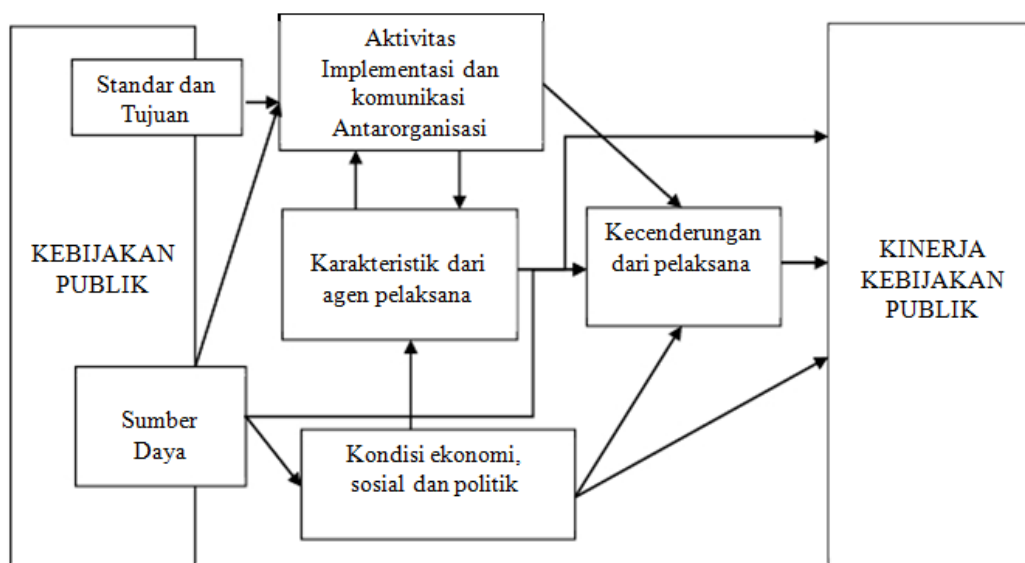 Aktivitas
Implementasi dan
komunikasi
Antarorganisasi
Standar dan
Tujuan
KEBIJAKAN
PUBLIK
Karakteristik dari
agen pelaksana
Kecenderungan
dari pelaksana
KINERJA
KEBIJAKAN
PUBLIK
Sumber
Daya
Kondisi ekonomi,
sosial dan politik